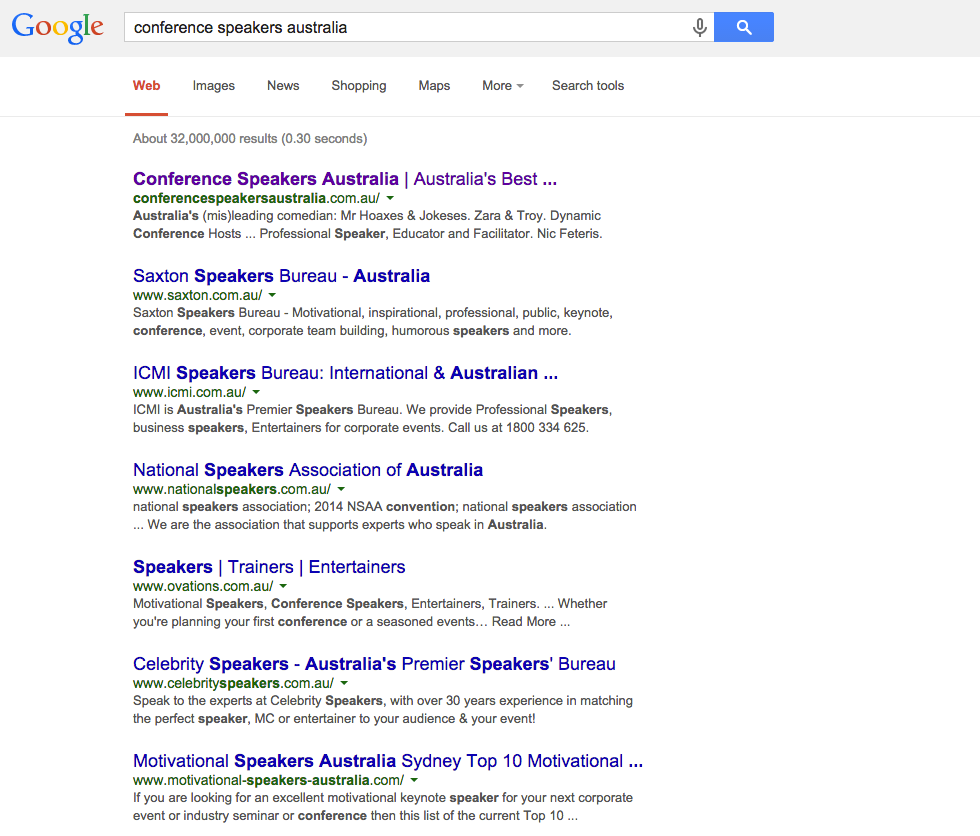 Google
conference speakers australia
Web Images News Shopping Maps More Search tools
About 32,000,000 results (0.30 seconds)
Conference Speakers Australia | Australia's Best ...
conferencespeakersaustralia.com.au/
Australia's (mis)leading comedian: Mr Hoaxes & Jokeses. Zara & Troy. Dynamic
Conference Hosts ... Professional Speaker, Educator and Facilitator. Nic Feteris.
Saxton Speakers Bureau - Australia
www.saxton.com.au/
Saxton Speakers Bureau - Motivational, inspirational, professional, public, keynote,
conference, event, corporate team building, humorous speakers and more.
ICMI Speakers Bureau: International & Australian ...
www.icmi.com.au/
ICMI is Australia's Premier Speakers Bureau. We provide Professional Speakers,
business speakers, Entertainers for corporate events. Call us at 1800 334 625.
National Speakers Association of Australia
www.nationalspeakers.com.au/
national speakers association; 2014 NSAA convention; national speakers association
... We are the association that supports experts who speak in Australia.
Speakers | Trainers | Entertainers
www.ovations.com.au/
Motivational Speakers, Conference Speakers, Entertainers, Trainers. ... Whether
you're planning your first conference or a seasoned events… Read More ...
Celebrity Speakers - Australia's Premier Speakers' Bureau
www.celebrityspeakers.com.au/
Speak to the experts at Celebrity Speakers, with over 30 years experience in matching
the perfect speaker, MC or entertainer to your audience & your event!
Motivational Speakers Australia Sydney Top 10 Motivational ...
www.motivational-speakers-australia.com/
If you are looking for an excellent motivational keynote speaker for your next corporate
event or industry seminar or conference then this list of the current Top 10 ...